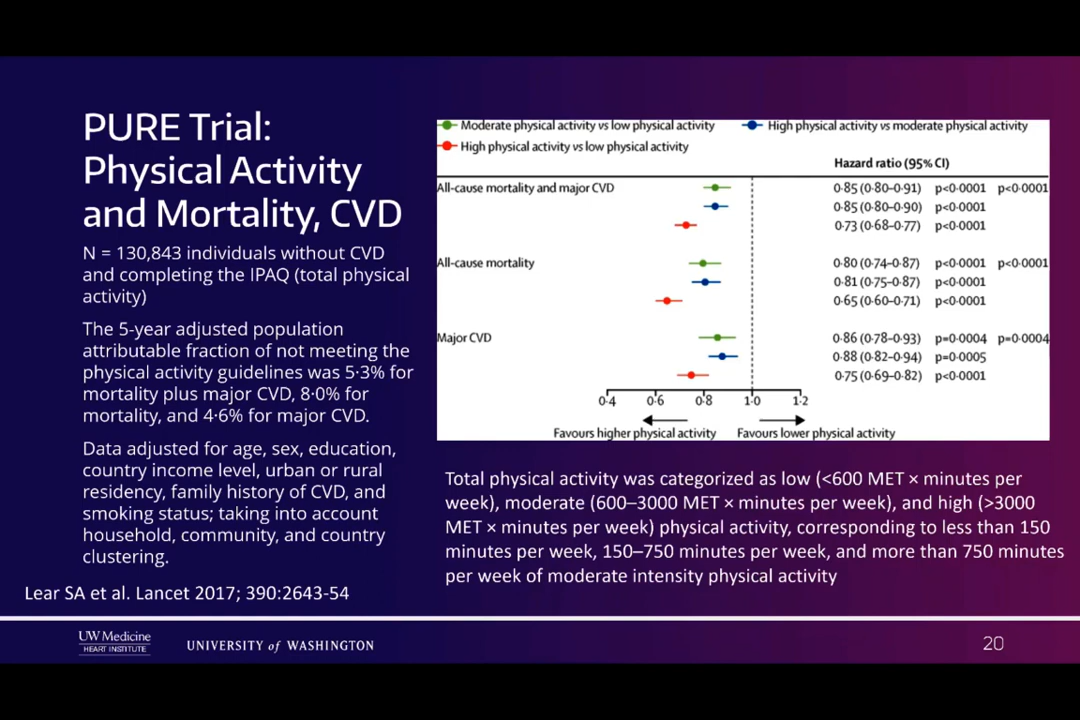 PURE Trial:
Physical Activity
and Mortality, CVD
N = 130,843 individuals without CVD
and completing the IPAQ (total physical
activity)
The 5-year adjusted population
attributable fraction of not meeting the
physical activity guidelines was 5·3% for
mortality plus major CVD, 8.0% for
mortality, and 4·6% for major CVD.
Data adjusted for age, sex, education,
country income level, urban or rural
residency, family history of CVD, and
smoking status; taking into account
household, community, and country
clustering.
Lear SA et al. Lancet 2017; 390:2643-54
Moderate physical activity vs low physical activity
High physical activity vs moderate physical activity
High physical activity vs low physical activity
Hazard ratio (95% CI)
All-cause mortality and major CVD 0·85 (0·80–0·91) p<0·0001 p<0·0001
0·85 (0·80–0·90) p<0·0001
0·73 (0·68–0·77) p<0·0001
All-cause mortality 0·80 (0·74–0·87) p<0·0001 p<0·0001
0·81 (0·75–0·87) p<0·0001
0·65 (0·60–0·71) p<0·0001
Major CVD 0·86 (0·78–0·93) p=0·0004 p=0·0004
0·88 (0·82–0·94) p=0·0005
0·75 (0·69–0·82) p<0·0001
0·4 0·6 0·8 1·0 1·2
Favours higher physical activity Favours lower physical activity
Total physical activity was categorized as low (<600 MET × minutes per
week), moderate (600–3000 MET × minutes per week), and high (>3000
MET × minutes per week) physical activity, corresponding to less than 150
minutes per week, 150–750 minutes per week, and more than 750 minutes
per week of moderate intensity physical activity
UW Medicine
HEART INSTITUTE
UNIVERSITY of WASHINGTON
20